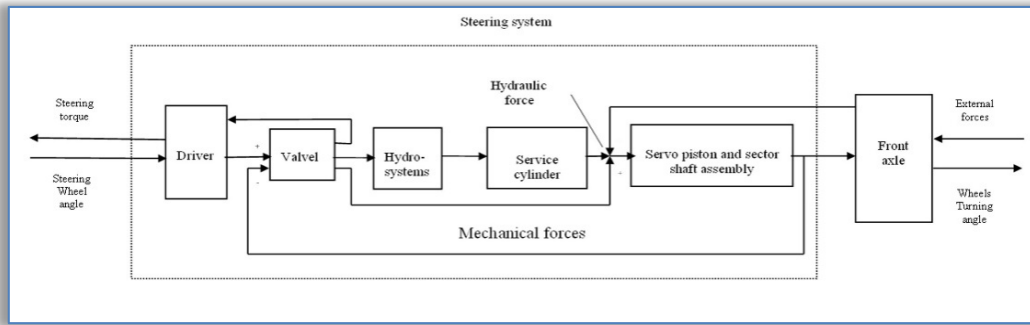 Steering system
Hydraulic
force
Steering
torque
External
forces
Driver
+
Valvel
-
Hydro-
systems
Service
cylinder
-
Servo piston and sector
shaft assembly
Front
axle
Steering
Wheel
angle
Wheels
Turning
angle
Mechanical forces